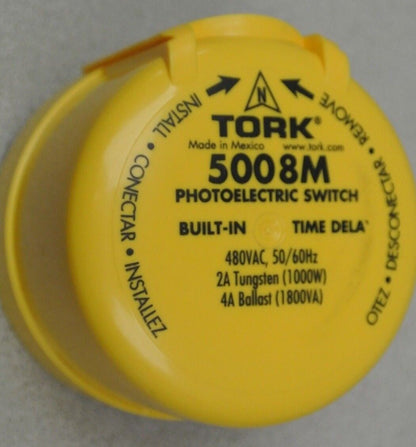 N
TORK®
Made in Mexico www.tork.com
5008M
PHOTOELECTRIC SWITCH
BUILT-IN TIME DELA
480VAC, 50/60Hz
2A Tungsten (1000W)
4A Ballast (1800VA)
INSTALL • CONECTAR • INSTALLEZ
REMOVE • DESCONECTAR • OTEZ